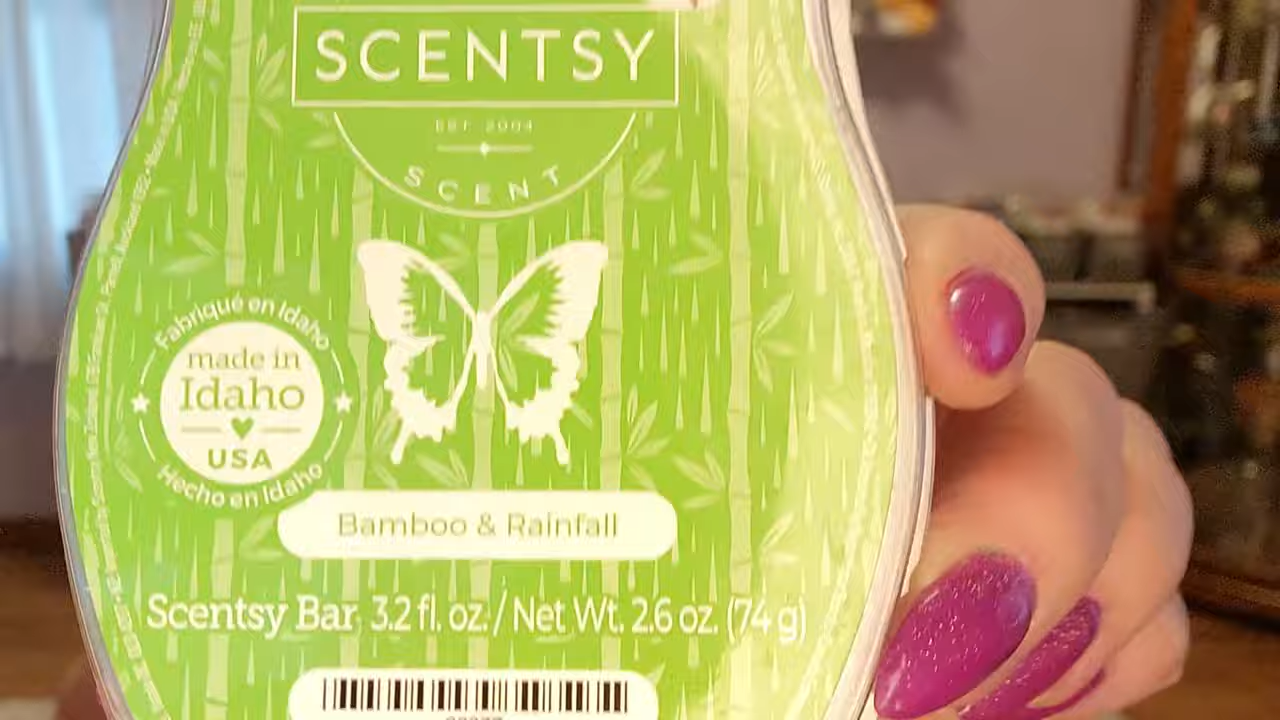 SCENTSY
EST. 2004
SCENT
Fabriqué en Idaho
made in
Idaho
USA
Hecho en Idaho
Bamboo & Rainfall
Scentsy Bar 3.2 fl. oz. / Net Wt. 2.6 oz. (74 g)